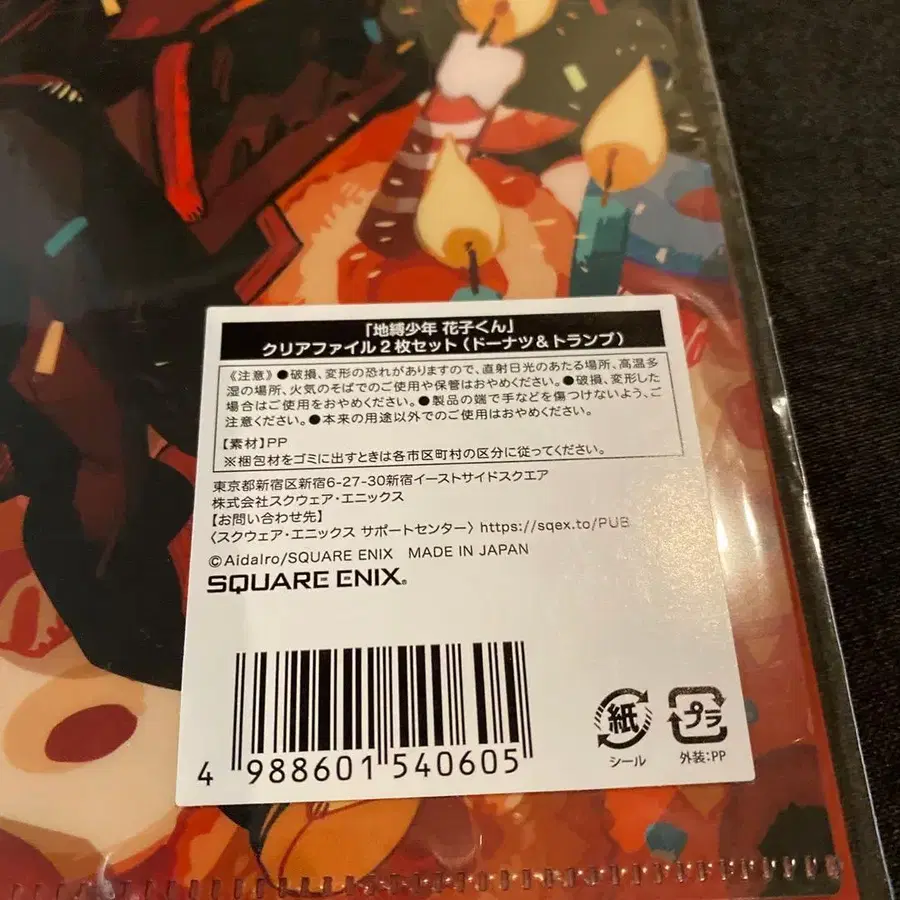 「地縛少年 花子くん」
クリアファイル2枚セット(ドーナツ&トランプ)
《注意》●破損、変形の恐れがありますので、直射日光のあたる場所、高温多
湿の場所、火気のそばでのご使用や保管はおやめください。●破損、変形した
場合はご使用をおやめください。●製品の端で手などを傷つけないよう、ご
注意ください。●本来の用途以外でのご使用はおやめください。
【素材】PP
※梱包材をゴミに出すときは各市区町村の区分に従ってください。
東京都新宿区新宿6-27-30新宿イーストサイドスクエア
株式会社スクウェア・エニックス
【お問い合わせ先】
〈スクウェア・エニックス サポートセンター〉https://sqex.to/PUB
©AidaIro/SQUARE ENIX MADE IN JAPAN
SQUARE ENIX®
4 988601 540605
紙
シール
プラ
外装:PP